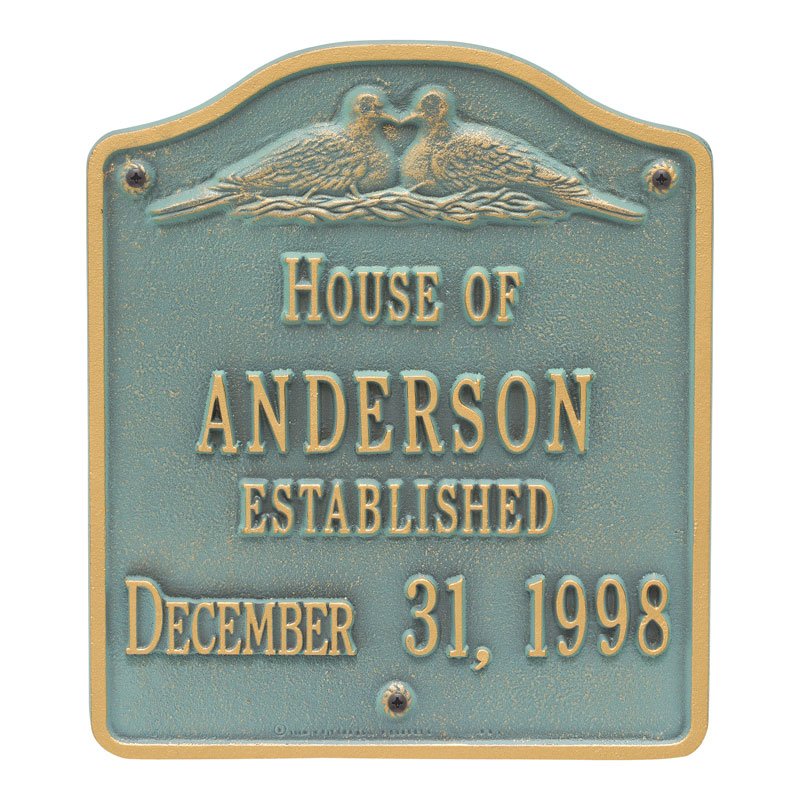 House of
ANDERSON
ESTABLISHED
December 31, 1998